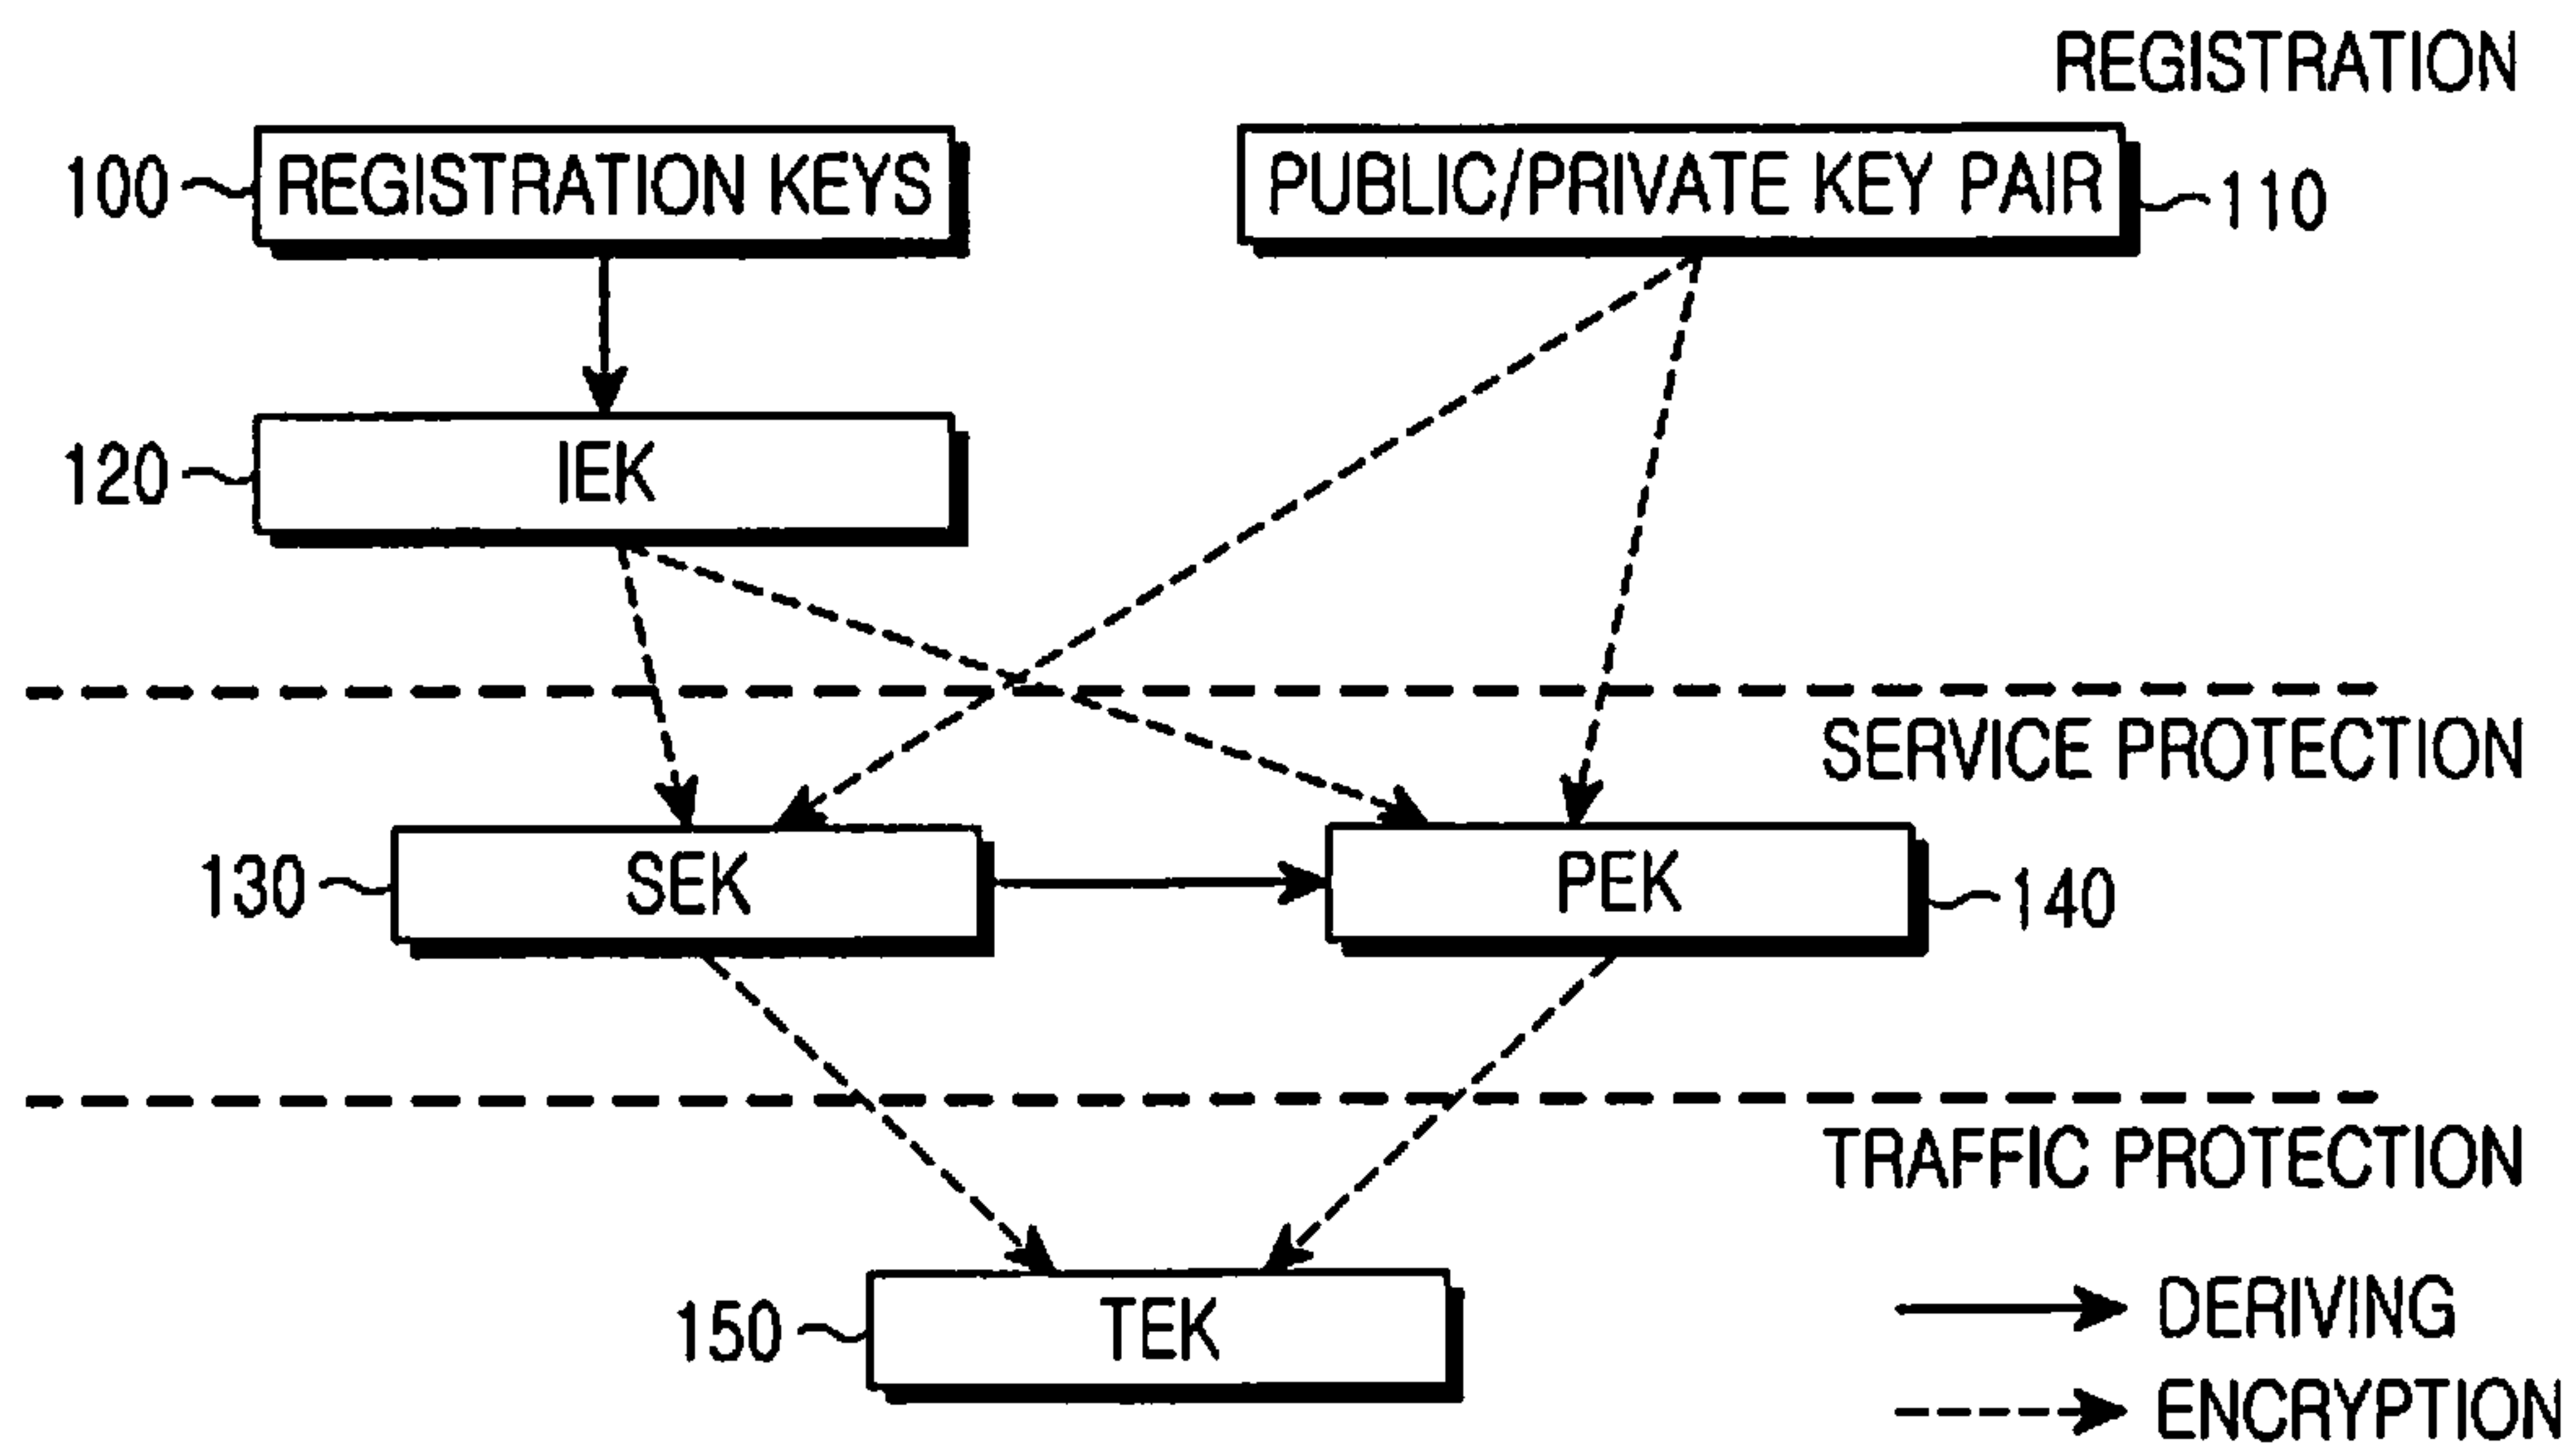 REGISTRATION
100 REGISTRATION KEYS
PUBLIC/PRIVATE KEY PAIR 110
120 IEK
SERVICE PROTECTION
130 SEK
PEK 140
TRAFFIC PROTECTION
150 TEK
DERIVING
ENCRYPTION